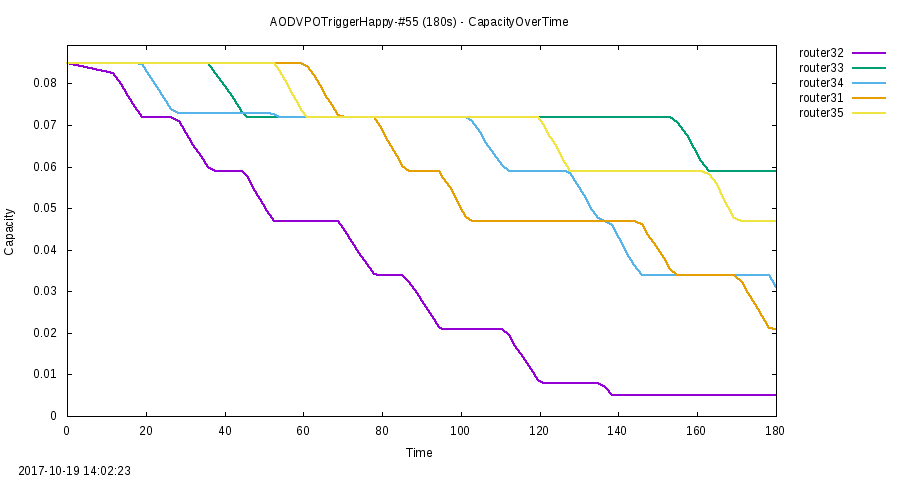 AODVPOTriggerHappy-#55 (180s) - CapacityOverTime
router32
router33
router34
router31
router35
0.08
0.07
0.06
0.05
0.04
0.03
0.02
0.01
0
Capacity
0 20 40 60 80 100 120 140 160 180
Time
2017-10-19 14:02:23